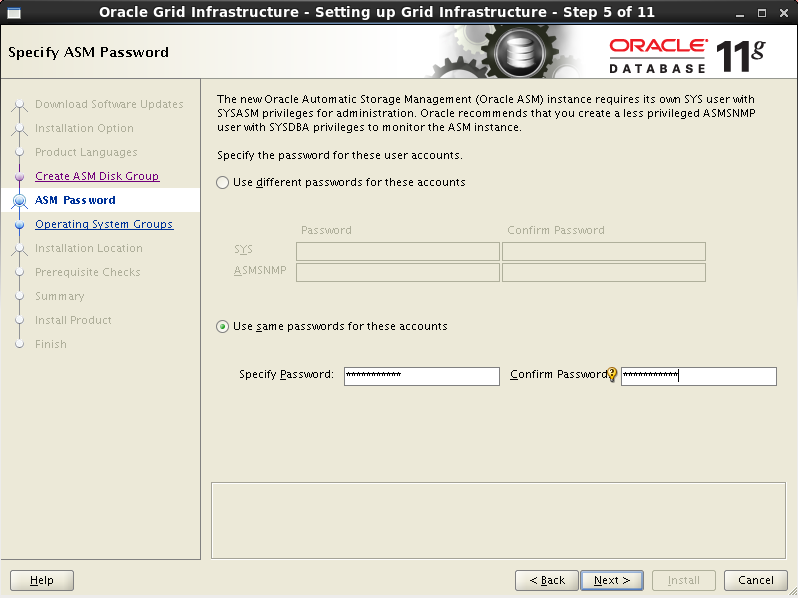 Oracle Grid Infrastructure - Setting up Grid Infrastructure - Step 5 of 11
Specify ASM Password
ORACLE
DATABASE 11g
Download Software Updates
Installation Option
Product Languages
Create ASM Disk Group
ASM Password
Operating System Groups
Installation Location
Prerequisite Checks
Summary
Install Product
Finish
The new Oracle Automatic Storage Management (Oracle ASM) instance requires its own SYS user with
SYSASM privileges for administration. Oracle recommends that you create a less privileged ASMSNMP
user with SYSDBA privileges to monitor the ASM instance.
Specify the password for these user accounts.
Use different passwords for these accounts
Password Confirm Password
SYS
ASMSNMP
Use same passwords for these accounts
Specify Password: *********** Confirm Password ***********
Help < Back Next > Install Cancel